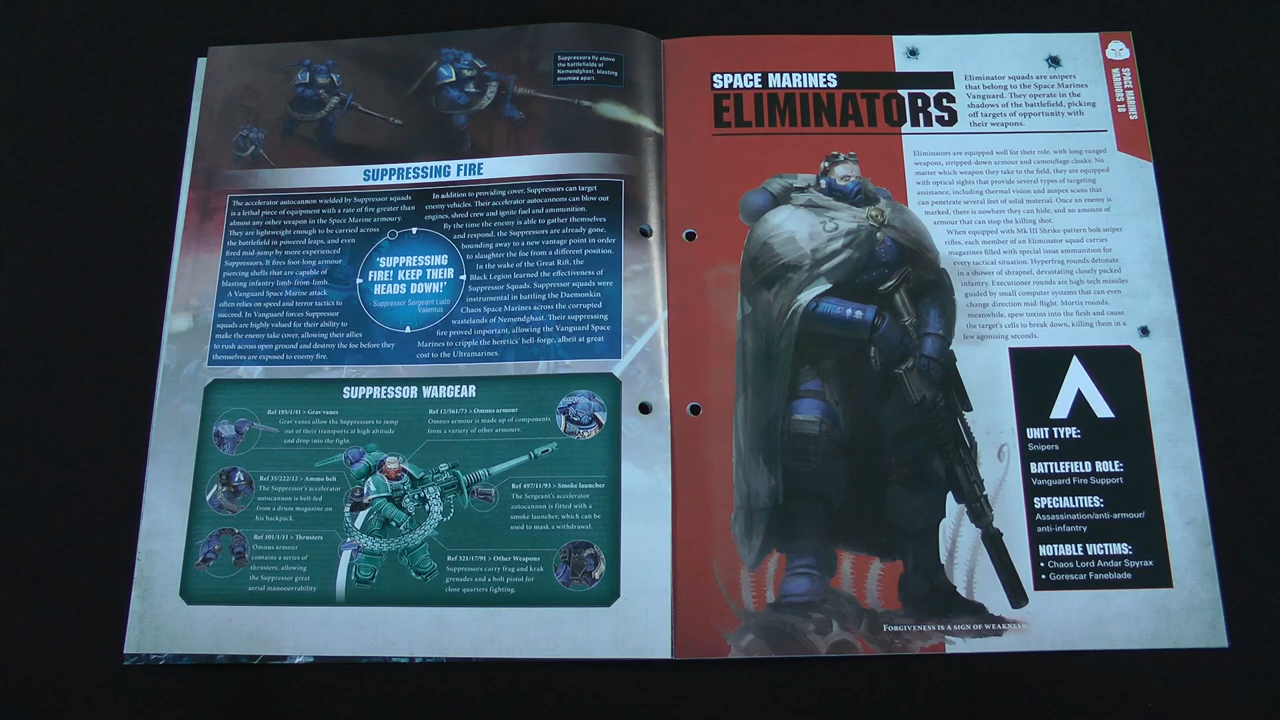 Suppressors fly above
the battlefields of
Nemendghast, blasting
enemies apart.
SUPPRESSING FIRE
The accelerator autocannon wielded by Suppressor squads
is a lethal piece of equipment with a rate of fire greater than
almost any other weapon in the Space Marine armoury.
They are lightweight enough to be carried across
the battlefield in powered leaps, and even
fired mid-jump by more experienced
Suppressors. It fires foot-long armour
piercing shells that are capable of
blasting infantry limb-from-limb.
A Vanguard Space Marine attack
often relies on speed and terror tactics to
succeed. In Vanguard forces Suppressor
squads are highly valued for their ability to
make the enemy take cover, allowing their allies
to rush across open ground and destroy the foe before they
themselves are exposed to enemy fire.
'SUPPRESSING
FIRE! KEEP THEIR
HEADS DOWN!'
Suppressor Sergeant Ludo
Valentus
In addition to providing cover, Suppressors can target
enemy vehicles. Their accelerator autocannons can blow out
engines, shred crew and ignite fuel and ammunition.
By the time the enemy is able to gather themselves
and respond, the Suppressors are already gone,
bounding away to a new vantage point in order
to slaughter the foe from a different position.
In the wake of the Great Rift, the
Black Legion learned the effectiveness of
Suppressor Squads. Suppressor squads were
instrumental in battling the Daemonkin
Chaos Space Marines across the corrupted
wastelands of Nemendghast. Their suppressing
fire proved important, allowing the Vanguard Space
Marines to cripple the heretics' hell-forge, albeit at great
cost to the Ultramarines.
SUPPRESSOR WARGEAR
Ref 195/1/41 > Grav vanes
Grav vanes allow the Suppressors to jump
out of their transports at high altitude
and drop into the fight.
Ref 35/222/12 > Ammo belt
The Suppressor's accelerator
autocannon is belt-fed
from a drum magazine on
his backpack.
Ref 101/1/11 > Thrusters
Omnus armour
contains a series of
thrusters, allowing
the Suppressor great
aerial manoeuvrability.
Ref 12/561/73 > Omnus armour
Omnus armour is made up of components
from a variety of other armours.
Ref 497/11/93 > Smoke launcher
The Sergeant's accelerator
autocannon is fitted with a
smoke launcher, which can be
used to mask a withdrawal.
Ref 321/17/91 > Other Weapons
Suppressors carry frag and krak
grenades and a bolt pistol for
close quarters fighting.
SPACE MARINES
ELIMINATORS
Eliminator squads are snipers
that belong to the Space Marines
Vanguard. They operate in the
shadows of the battlefield, picking
off targets of opportunity with
their weapons.
SPACE MARINES
WARRIORS 18
Eliminators are equipped well for their role, with long-ranged
weapons, stripped-down armour and camouflage cloaks. No
matter which weapon they take to the field, they are equipped
with optical sights that provide several types of targeting
assistance, including thermal vision and auspex scans that
can penetrate several feet of solid material. Once an enemy is
marked, there is nowhere they can hide, and no amount of
armour that can stop the killing shot.
When equipped with Mk III Shrike-pattern bolt sniper
rifles, each member of an Eliminator squad carries
magazines filled with special issue ammunition for
every tactical situation. Hyperfrag rounds detonate
in a shower of shrapnel, devastating closely packed
infantry. Executioner rounds are high-tech missiles
guided by small computer systems that can even
change direction mid-flight. Mortis rounds,
meanwhile, spew toxins into the flesh and cause
the target's cells to break down, killing them in a
few agonising seconds.
UNIT TYPE:
Snipers
BATTLEFIELD ROLE:
Vanguard Fire Support
SPECIALITIES:
Assassination/anti-armour/
anti-infantry
NOTABLE VICTIMS:
• Chaos Lord Andar Spyrax
• Gorescar Faneblade
FORGIVENESS IS A SIGN OF WEAKNESS.